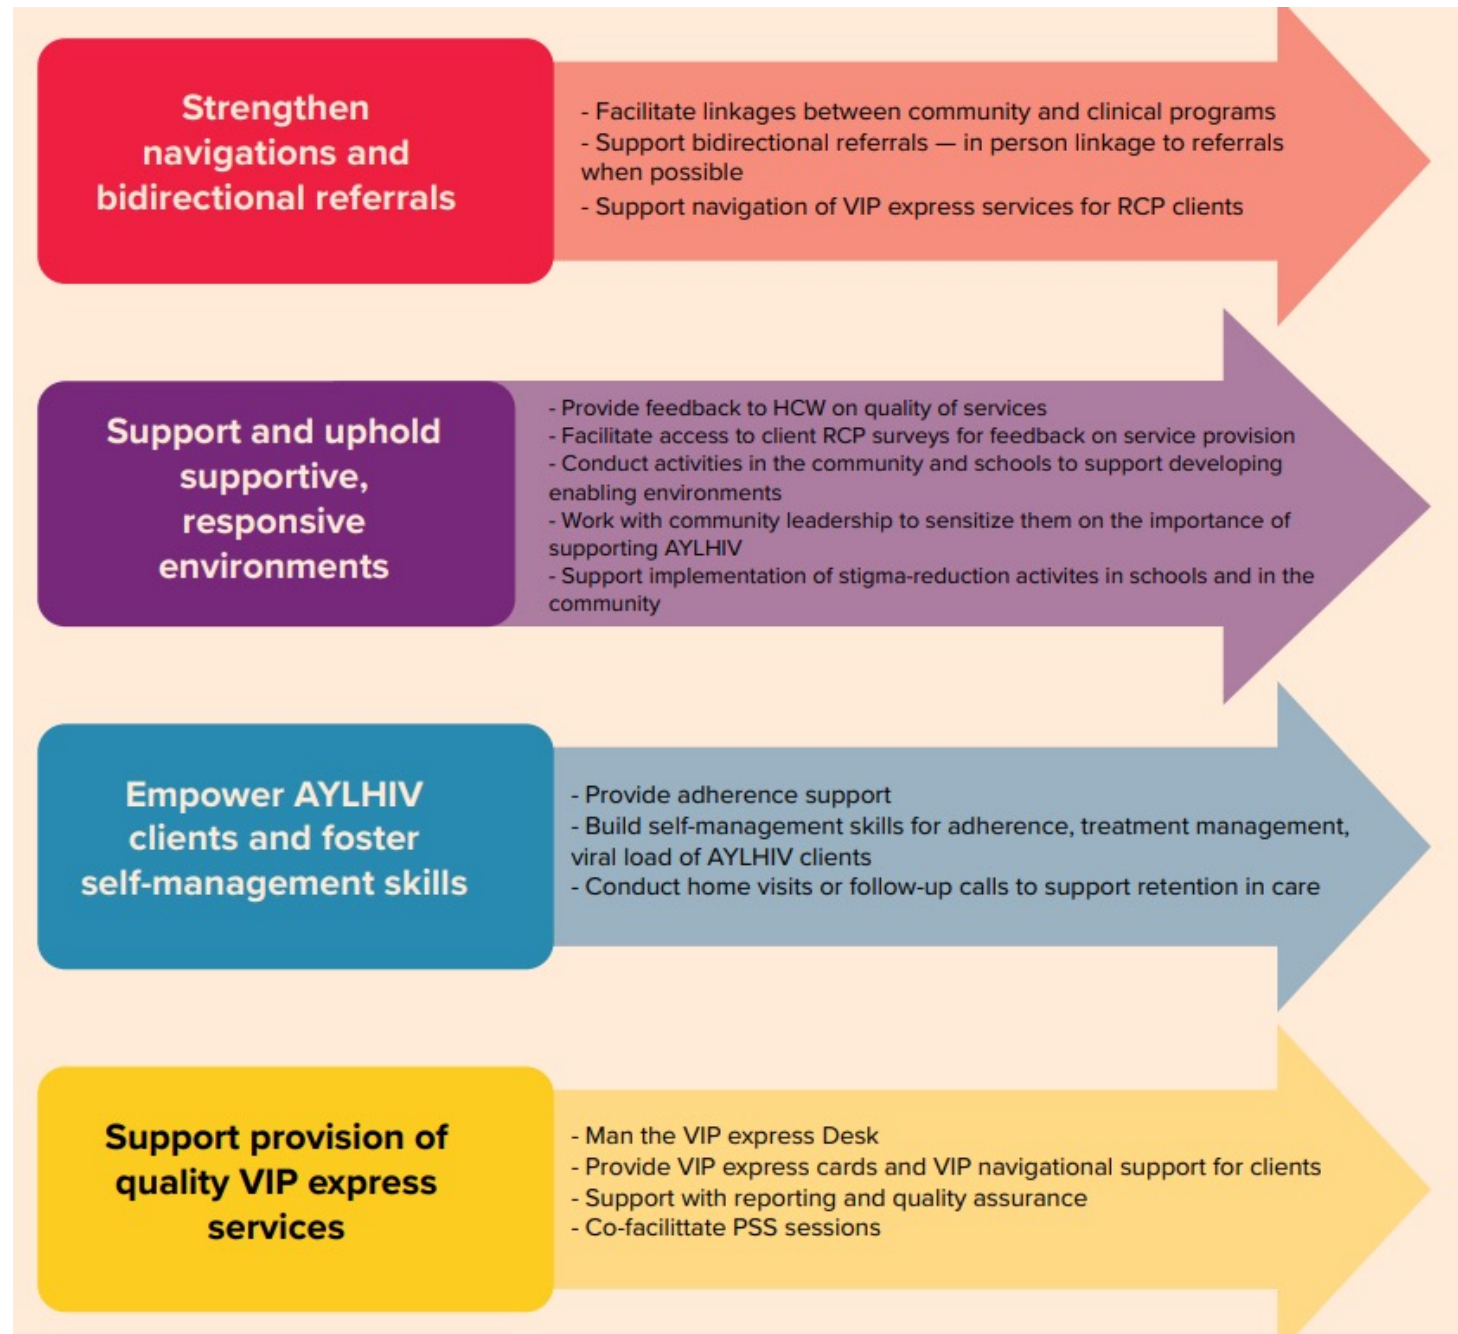 Strengthen
navigations and
bidirectional referrals
- Facilitate linkages between community and clinical programs
- Support bidirectional referrals — in person linkage to referrals
when possible
- Support navigation of VIP express services for RCP clients
Support and uphold
supportive,
responsive
environments
- Provide feedback to HCW on quality of services
- Facilitate access to client RCP surveys for feedback on service provision
- Conduct activities in the community and schools to support developing
enabling environments
- Work with community leadership to sensitize them on the importance of
supporting AYLHIV
- Support implementation of stigma-reduction activites in schools and in the
community
Empower AYLHIV
clients and foster
self-management skills
- Provide adherence support
- Build self-management skills for adherence, treatment management,
viral load of AYLHIV clients
- Conduct home visits or follow-up calls to support retention in care
Support provision of
quality VIP express
services
- Man the VIP express Desk
- Provide VIP express cards and VIP navigational support for clients
- Support with reporting and quality assurance
- Co-facilittate PSS sessions